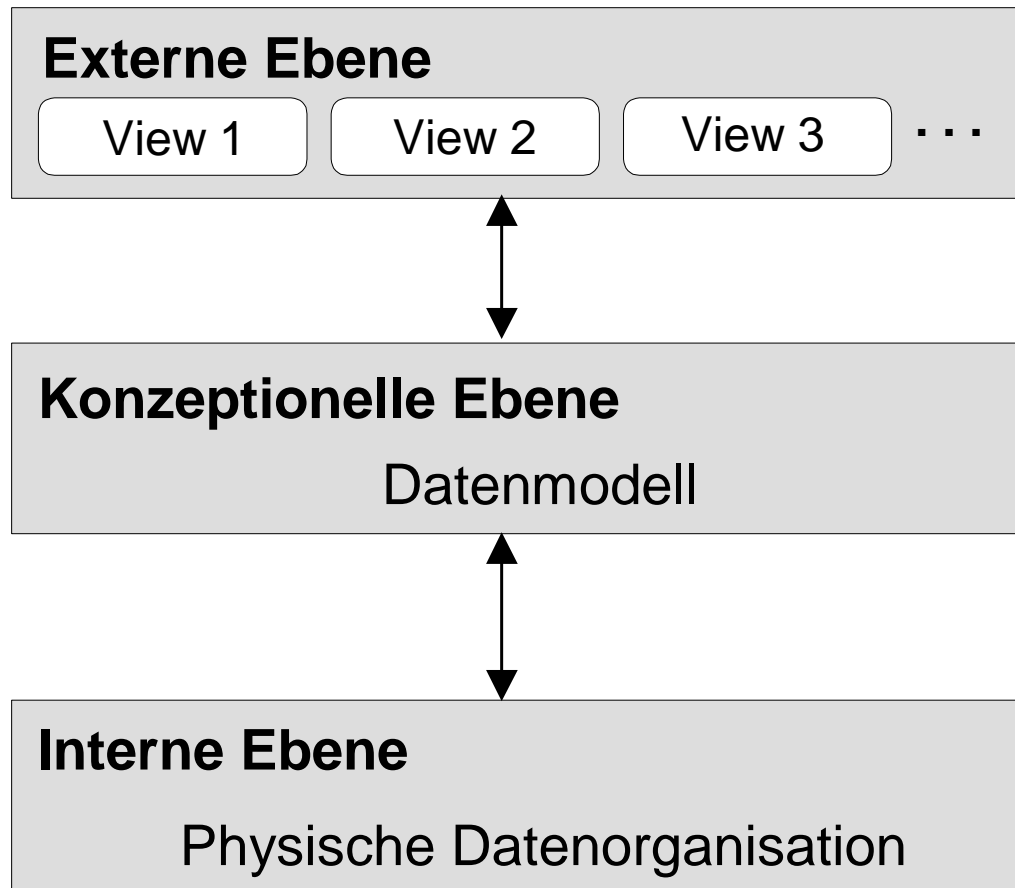 Externe Ebene
View 1 View 2 View 3 . . .
Konzeptionelle Ebene
Datenmodell
Interne Ebene
Physische Datenorganisation